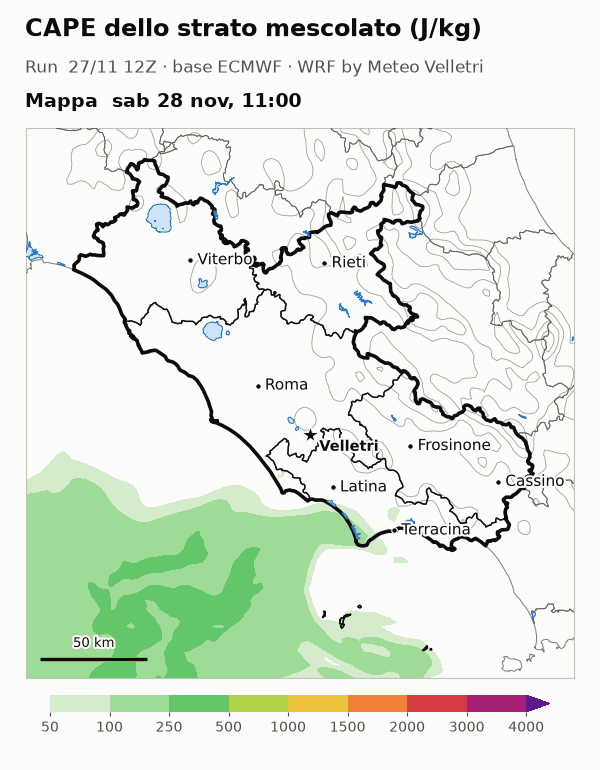 CAPE dello strato mescolato (J/kg)
Run  27/11 12Z · base ECMWF · WRF by Meteo Velletri
Mappa  sab 28 nov, 11:00
Viterbo
Rieti
Roma
Velletri
Frosinone
Cassino
Latina
Terracina
50 km
50 100 250 500 1000 1500 2000 3000 4000